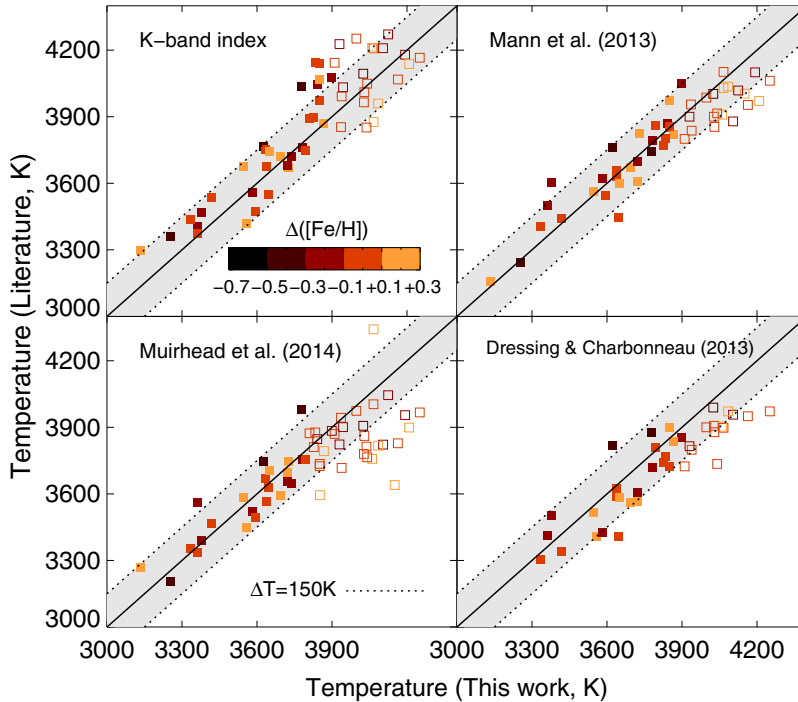 K−band index
Mann et al. (2013)
4200
3900
3600
3300
3000
Δ([Fe/H])
−0.7 −0.5 −0.3 −0.1 +0.1 +0.3
Muirhead et al. (2014)
Dressing & Charbonneau (2013)
4200
3900
3600
3300
3000
ΔT=150K
3000 3300 3600 3900 3000 3300 3600 3900 4200
Temperature (This work, K)
Temperature (Literature, K)